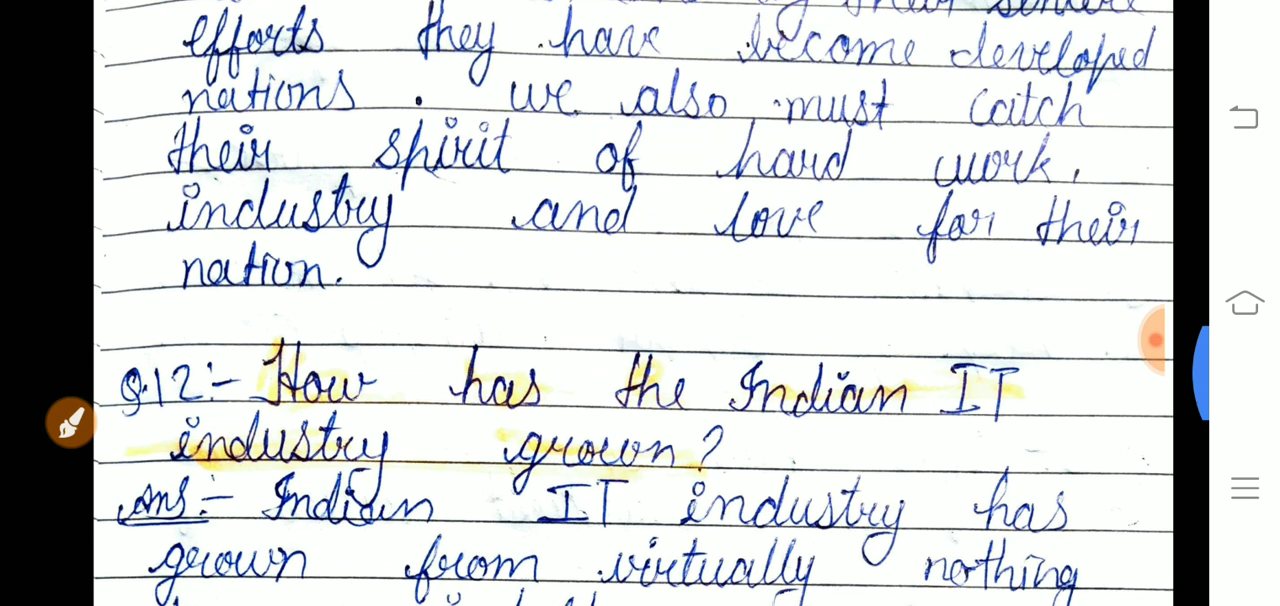 their
efforts they have become developed
nations. we also must catch
their spirit of hard work,
industry and love for their
nation.
Q.12:- How has the Indian IT
industry grown?
Ans:- Indian IT industry has
grown from virtually nothing